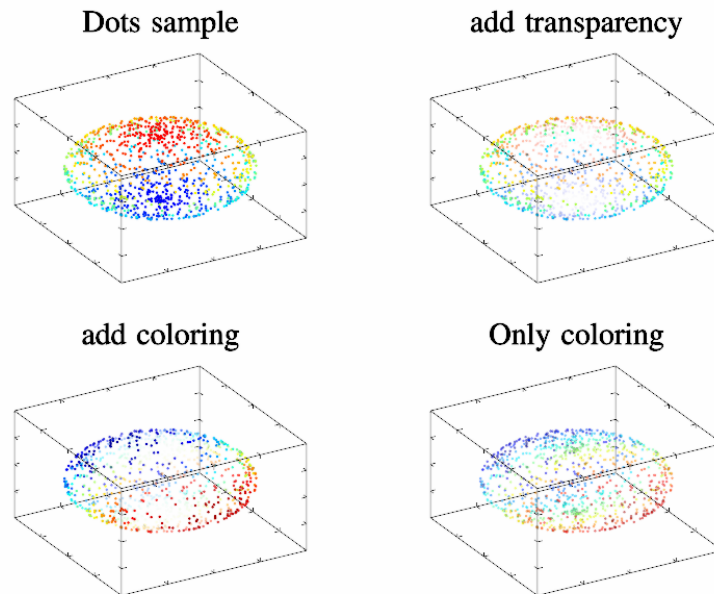 Dots sample
add transparency
add coloring
Only coloring